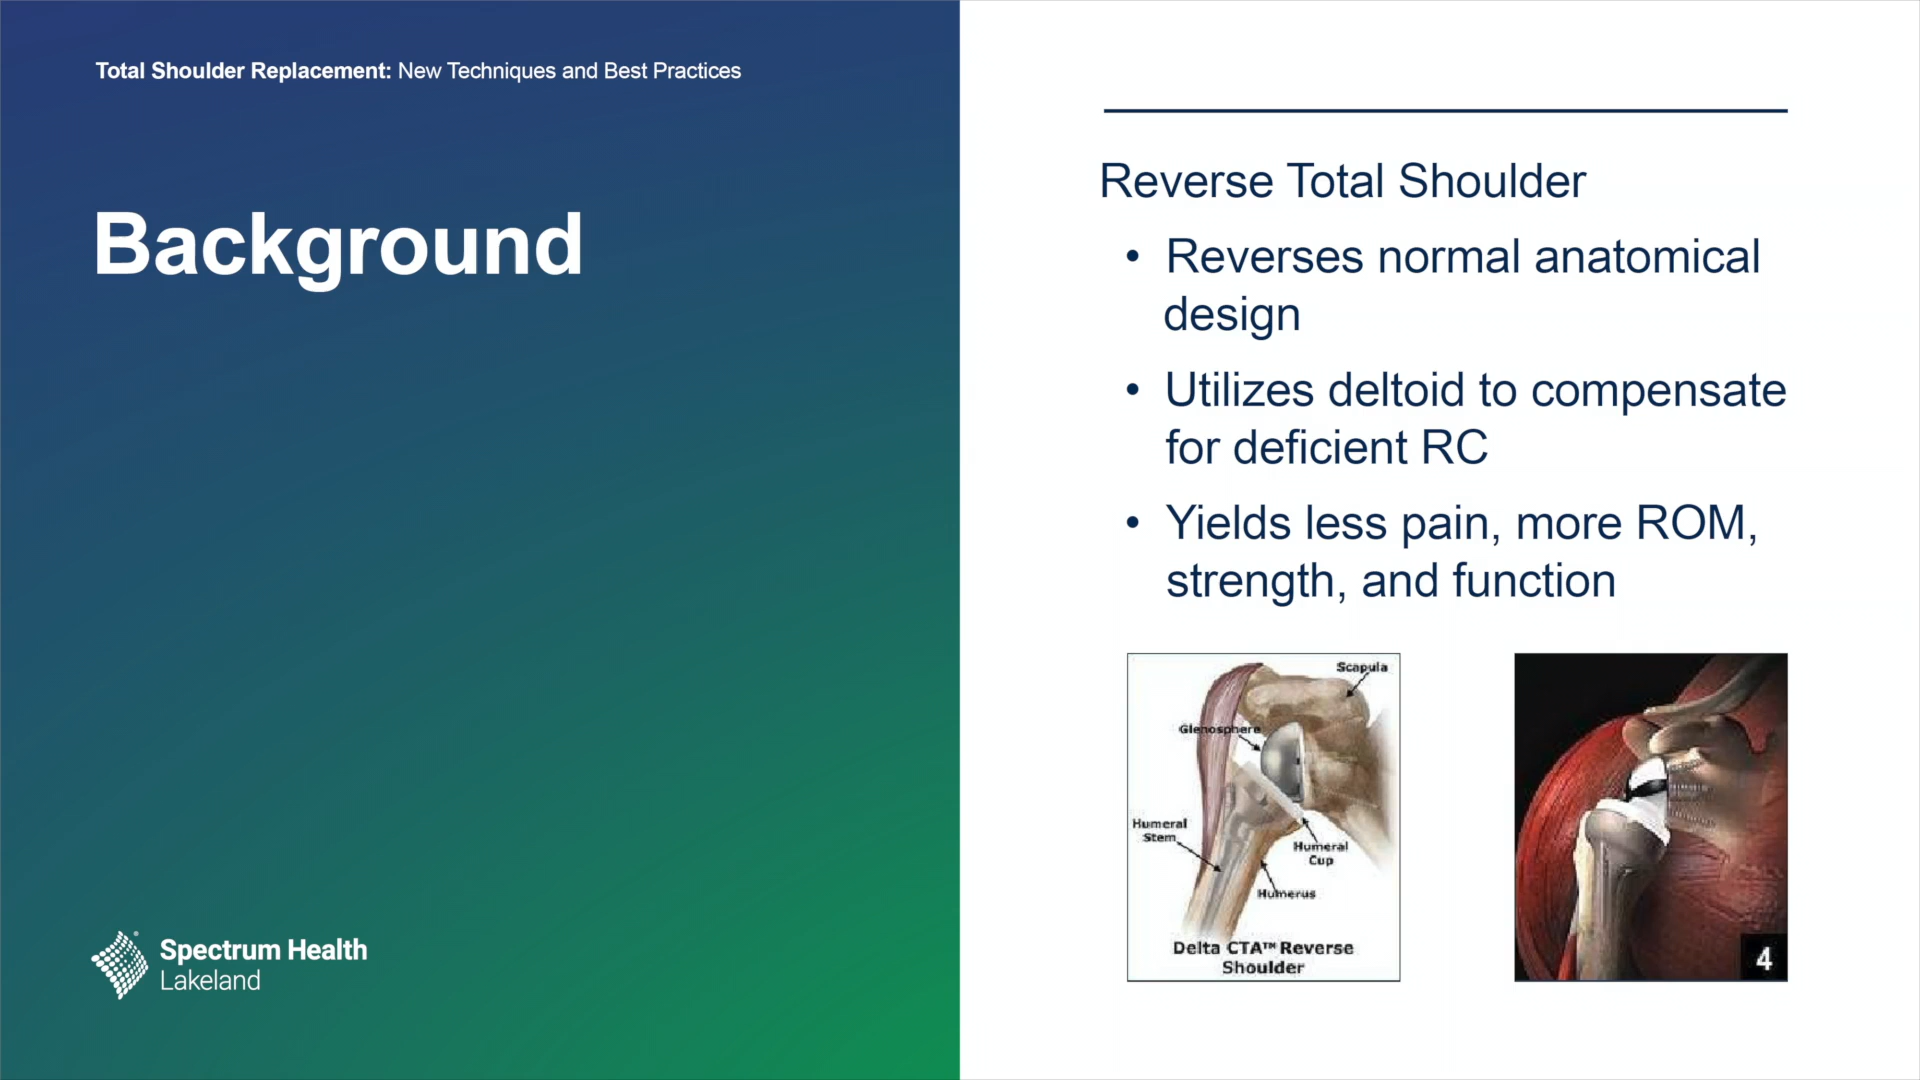 Total Shoulder Replacement: New Techniques and Best Practices
Background
Spectrum Health
Lakeland
Reverse Total Shoulder
• Reverses normal anatomical
design
• Utilizes deltoid to compensate
for deficient RC
• Yields less pain, more ROM,
strength, and function
Scapula
Glenosphere
Humeral
Stem
Humeral
Cup
Humerus
Delta CTA™ Reverse
Shoulder
4